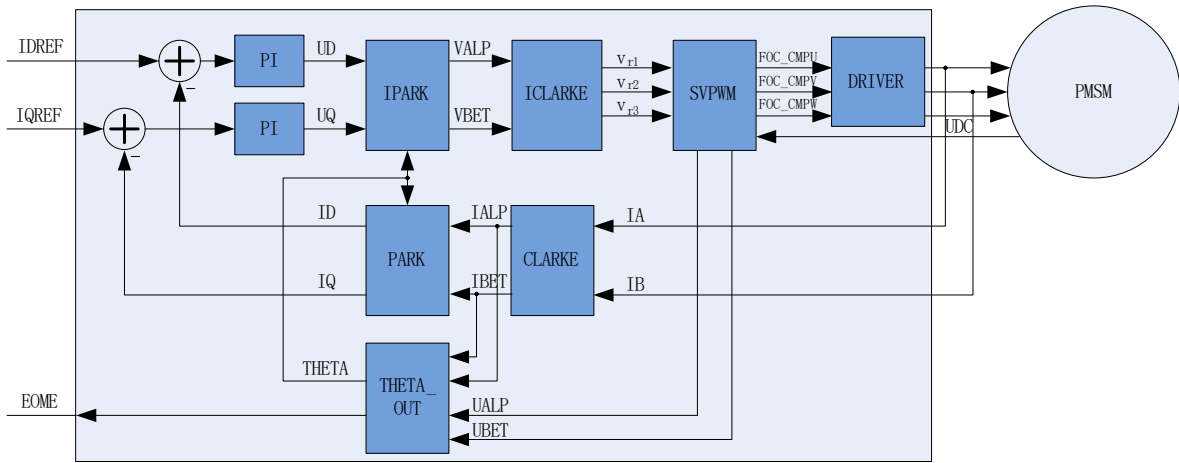 IDREF
PI
UD
VALP
IPARK
ICLARKE
vr1
vr2
vr3
SVPWM
FOC_CMPU
FOC_CMPV
FOC_CMPW
DRIVER
PMSM
IQREF
PI
UQ
VBET
UDC
ID
IALP
IA
PARK
CLARKE
IQ
IBET
IB
THETA
THETA_
OUT
EOME
UALP
UBET